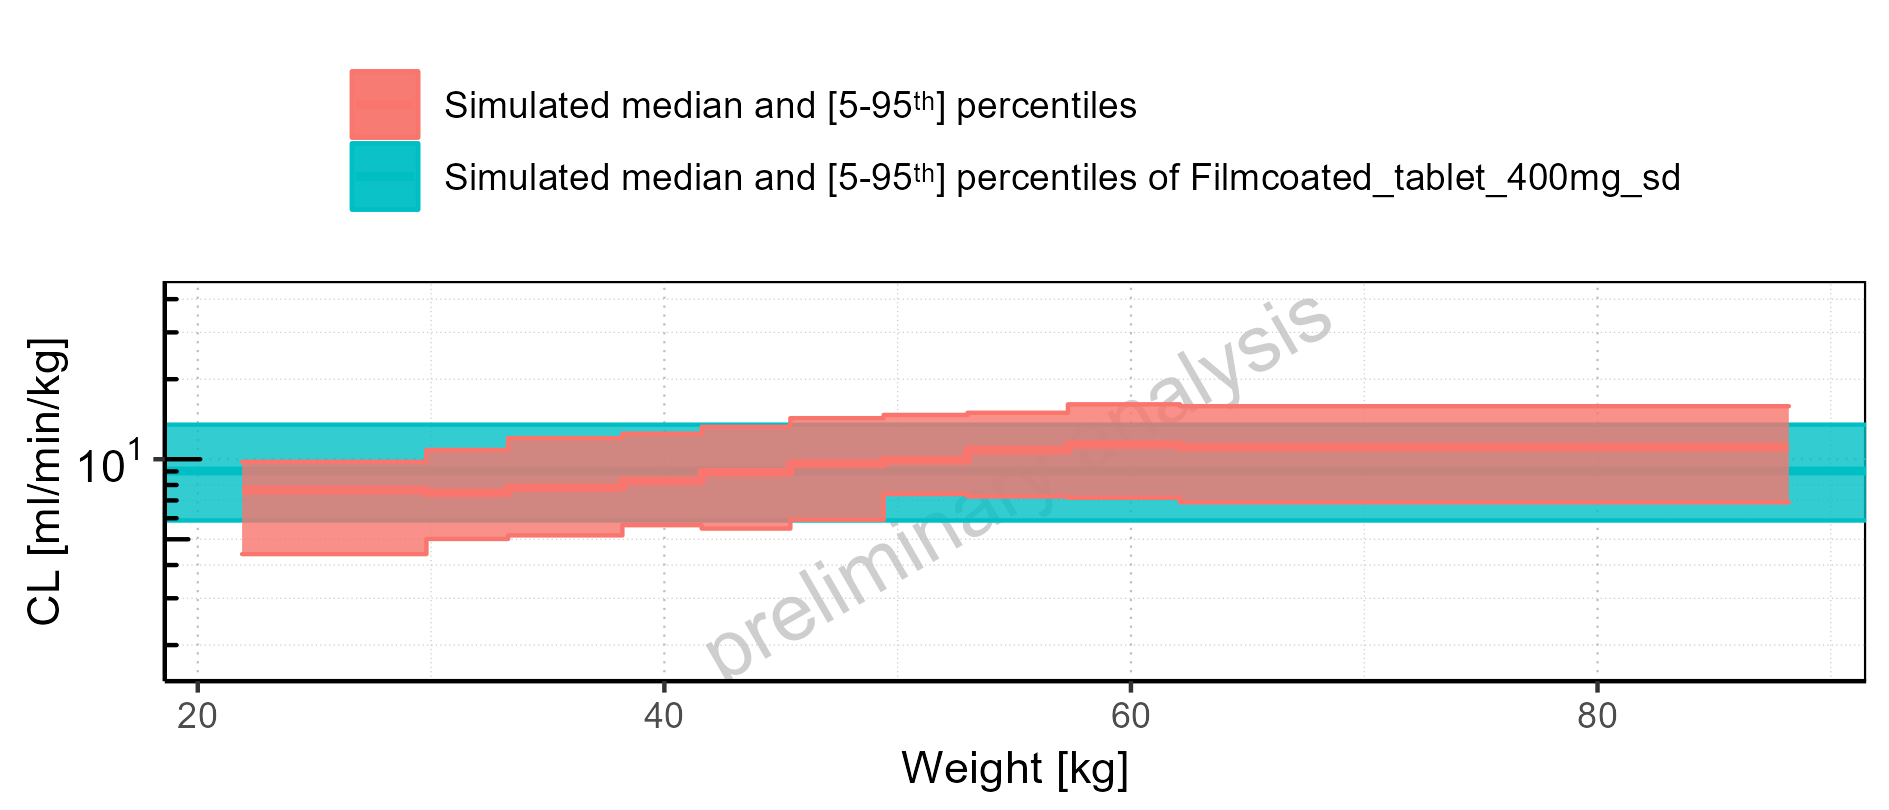 Simulated median and [5-95th] percentiles
Simulated median and [5-95th] percentiles of Filmcoated_tablet_400mg_sd
CL [ml/min/kg]
10^1
preliminary analysis
20 40 60 80
Weight [kg]